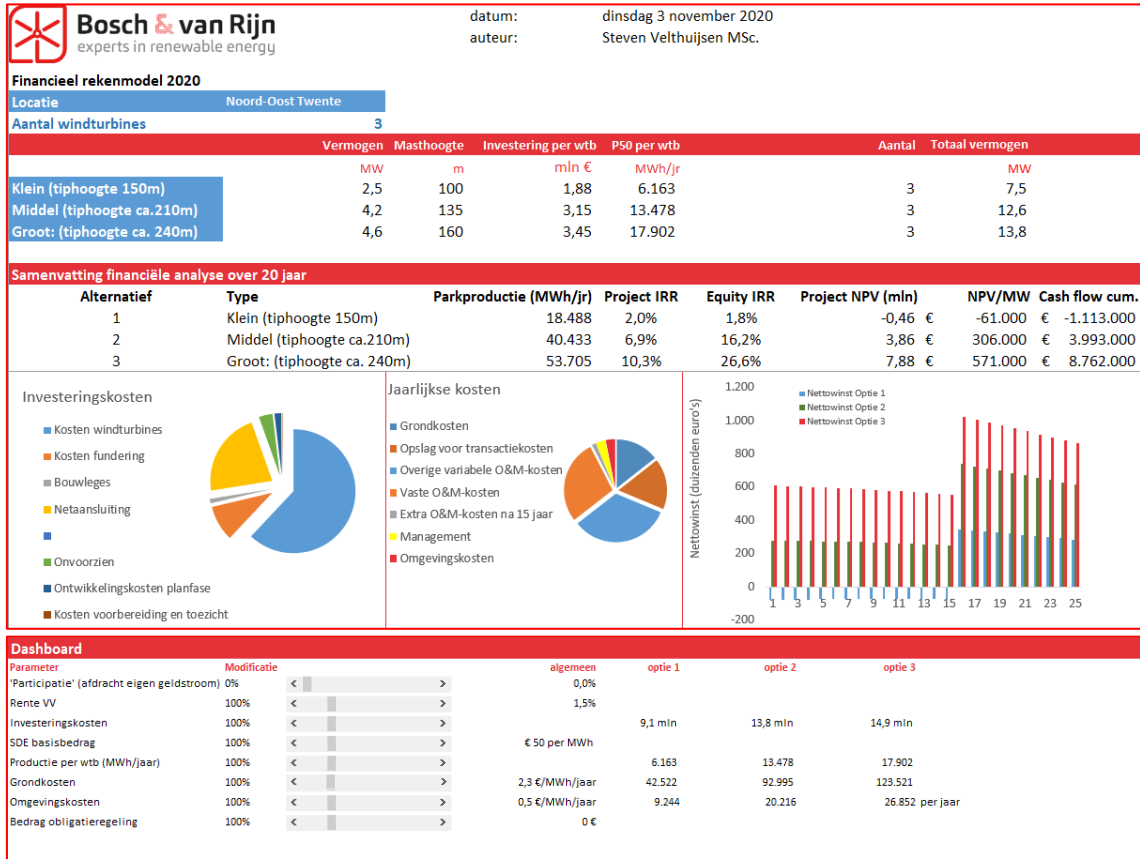 Bosch & van Rijn
experts in renewable energy
datum: dinsdag 3 november 2020
auteur: Steven Velthuijsen MSc.
Financieel rekenmodel 2020
Locatie Noord-Oost Twente
Aantal windturbines 3
Vermogen Masthoogte Investering per wtb P50 per wtb Aantal Totaal vermogen
MW m mln € MWh/jr MW
Klein (tiphoogte 150m) 2,5 100 1,88 6.163 3 7,5
Middel (tiphoogte ca.210m) 4,2 135 3,15 13.478 3 12,6
Groot: (tiphoogte ca. 240m) 4,6 160 3,45 17.902 3 13,8
Samenvatting financiële analyse over 20 jaar
Alternatief Type Parkproductie (MWh/jr) Project IRR Equity IRR Project NPV (mln) NPV/MW Cash flow cum.
1 Klein (tiphoogte 150m) 18.488 2,0% 1,8% -0,46 € -61.000 € -1.113.000
2 Middel (tiphoogte ca.210m) 40.433 6,9% 16,2% 3,86 € 306.000 € 3.993.000
3 Groot: (tiphoogte ca. 240m) 53.705 10,3% 26,6% 7,88 € 571.000 € 8.762.000
Investeringskosten
Kosten windturbines
Kosten fundering
Bouwleges
Netaansluiting
Onvoorzien
Ontwikkelingskosten planfase
Kosten voorbereiding en toezicht
Jaarlijkse kosten
Grondkosten
Opslag voor transactiekosten
Overige variabele O&M-kosten
Vaste O&M-kosten
Extra O&M-kosten na 15 jaar
Management
Omgevingskosten
Nettowinst (duizenden euro's)
1.200
1.000
800
600
400
200
0
-200
Nettowinst Optie 1
Nettowinst Optie 2
Nettowinst Optie 3
1 3 5 7 9 11 13 15 17 19 21 23 25
Dashboard
Parameter Modificatie algemeen optie 1 optie 2 optie 3
'Participatie' (afdracht eigen geldstroom) 0% 0,0%
Rente VV 100% 1,5%
Investeringskosten 100% 9,1 mln 13,8 mln 14,9 mln
SDE basisbedrag 100% € 50 per MWh
Productie per wtb (MWh/jaar) 100% 6.163 13.478 17.902
Grondkosten 100% 2,3 €/MWh/jaar 42.522 92.995 123.521
Omgevingskosten 100% 0,5 €/MWh/jaar 9.244 20.216 26.852 per jaar
Bedrag obligatieregeling 100% 0 €